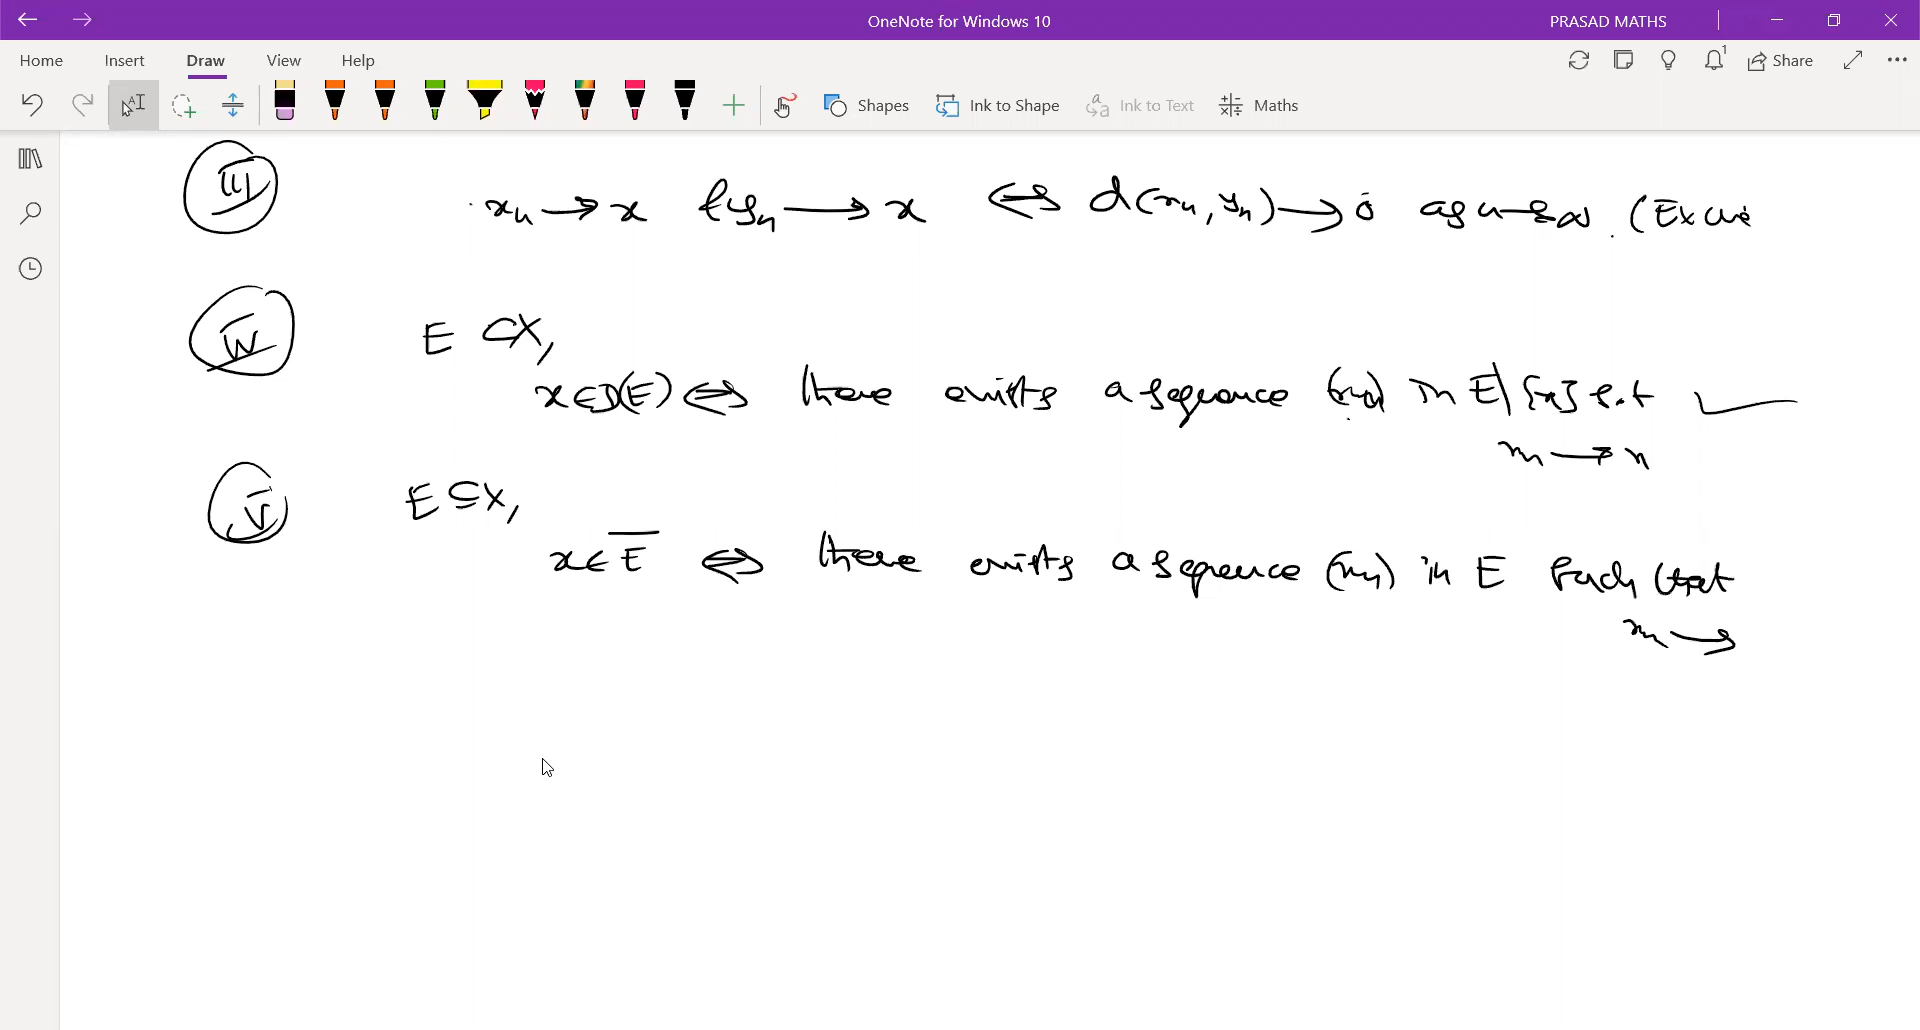 OneNote for Windows 10
PRASAD MATHS
Home Insert Draw View Help
1
Share
Shapes Ink to Shape Ink to Text Maths
III xn → x & yn → x ⟺ d(xn, yn) → 0 as n → ∞ (Exer
IV E ⊂ X,
x ∈ D(E) ⟺ there exists a sequence (xn) in E\{x} s.t ✓
xn → x
V E ⊆ X,
x ∈ E̅ ⟺ there exists a sequence (xn) in E such that
xn →